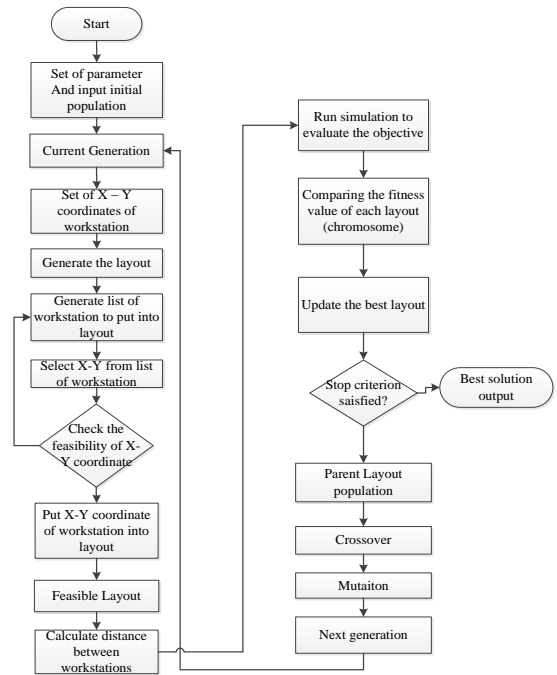 Start
Set of parameter
And input initial
population
Current Generation
Set of X – Y
coordinates of
workstation
Generate the layout
Generate list of
workstation to put into
layout
Select X-Y from list
of workstation
Check the
feasibility of X-
Y coordinate
Put X-Y coordinate
of workstation into
layout
Feasible Layout
Calculate distance
between
workstations
Run simulation to
evaluate the objective
Comparing the fitness
value of each layout
(chromosome)
Update the best layout
Stop criterion
saisfied?
Best solution
output
Parent Layout
population
Crossover
Mutaiton
Next generation